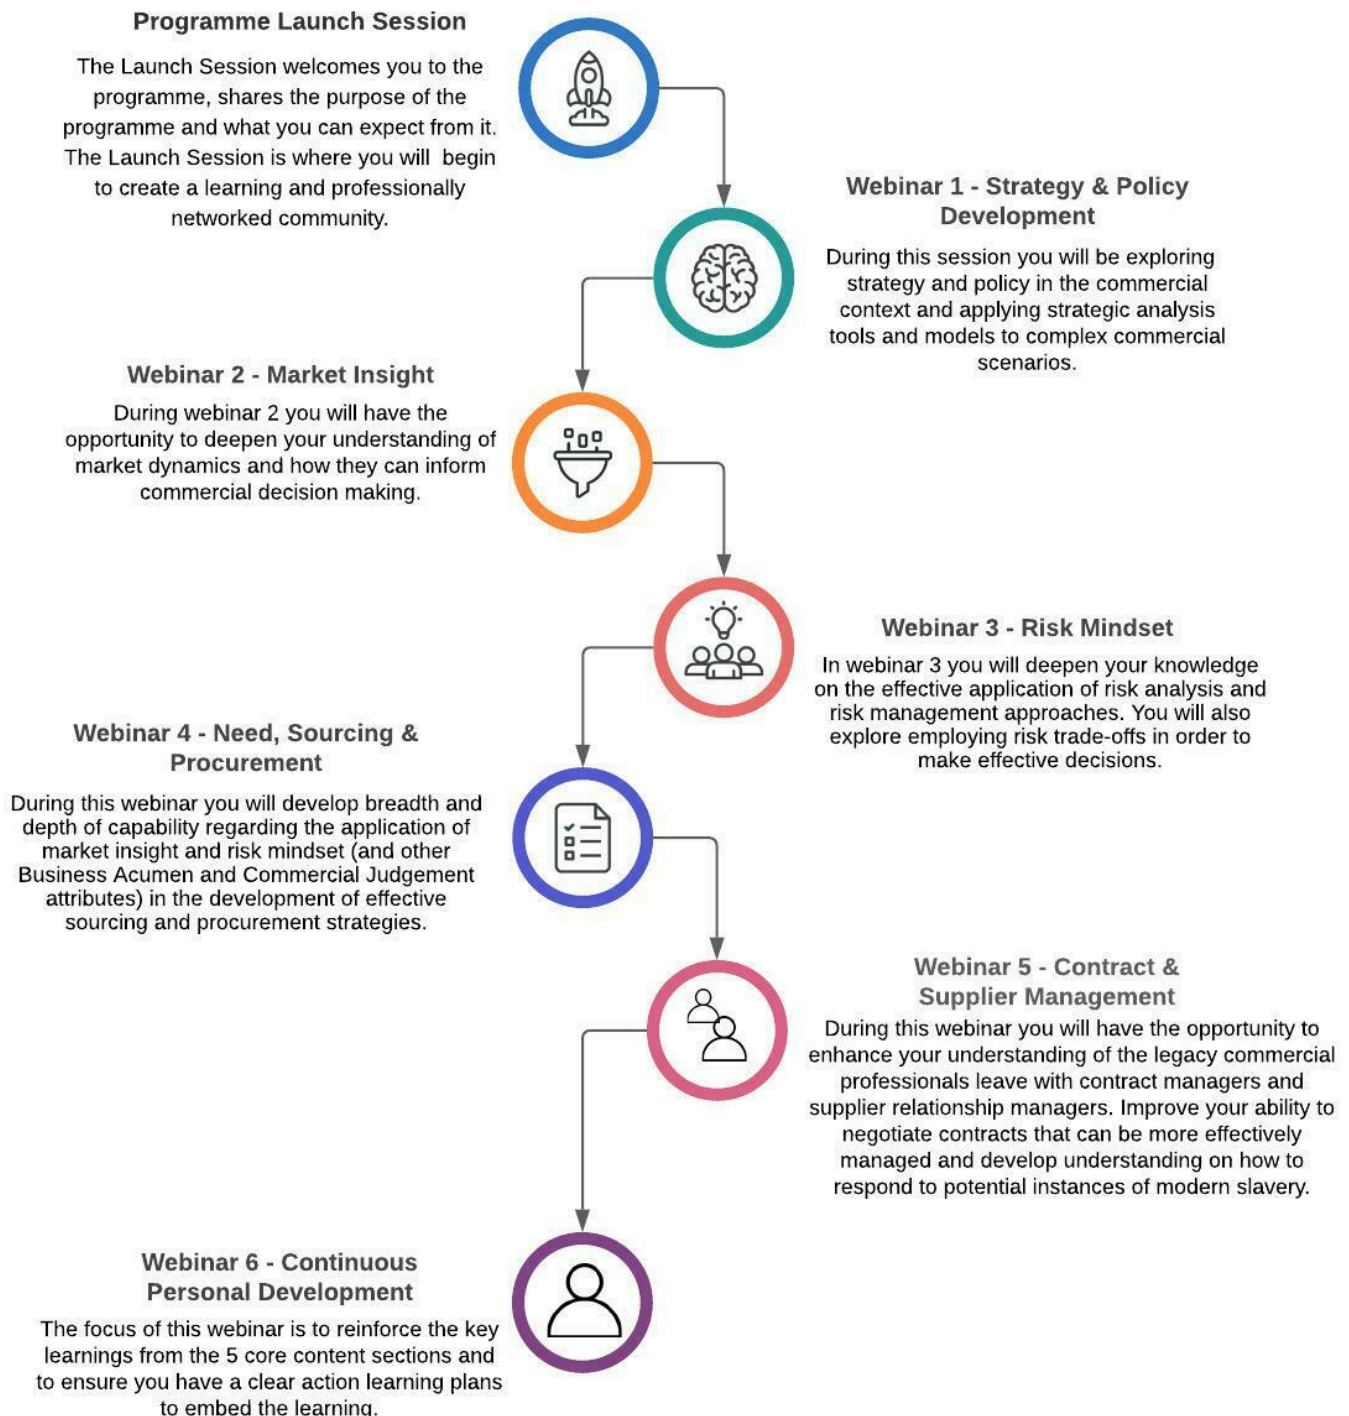 Programme Launch Session
The Launch Session welcomes you to the
programme, shares the purpose of the
programme and what you can expect from it.
The Launch Session is where you will  begin
to create a learning and professionally
networked community.
Webinar 1 - Strategy & Policy
Development
During this session you will be exploring
strategy and policy in the commercial
context and applying strategic analysis
tools and models to complex commercial
scenarios.
Webinar 2 - Market Insight
During webinar 2 you will have the
opportunity to deepen your understanding of
market dynamics and how they can inform
commercial decision making.
Webinar 3 - Risk Mindset
In webinar 3 you will deepen your knowledge
on the effective application of risk analysis and
risk management approaches. You will also
explore employing risk trade-offs in order to
make effective decisions.
Webinar 4 - Need, Sourcing &
Procurement
During this webinar you will develop breadth and
depth of capability regarding the application of
market insight and risk mindset (and other
Business Acumen and Commercial Judgement
attributes) in the development of effective
sourcing and procurement strategies.
Webinar 5 - Contract &
Supplier Management
During this webinar you will have the opportunity to
enhance your understanding of the legacy commercial
professionals leave with contract managers and
supplier relationship managers. Improve your ability to
negotiate contracts that can be more effectively
managed and develop understanding on how to
respond to potential instances of modern slavery.
Webinar 6 - Continuous
Personal Development
The focus of this webinar is to reinforce the key
learnings from the 5 core content sections and
to ensure you have a clear action learning plans
to embed the learning.